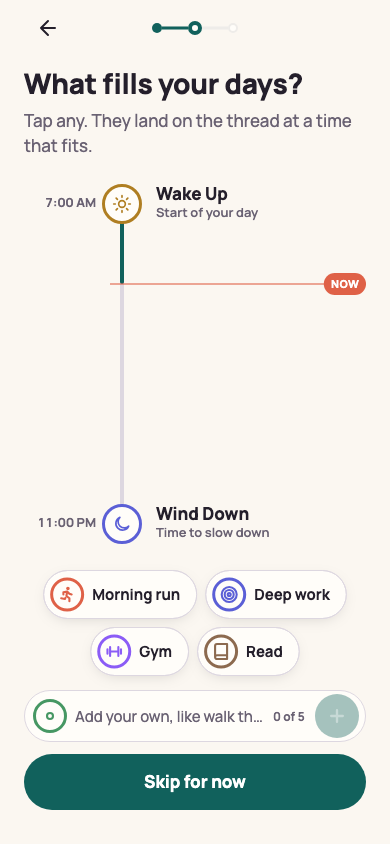 What fills your days?
Tap any. They land on the thread at a time
that fits.
7:00 AM
Wake Up
Start of your day
NOW
11:00 PM
Wind Down
Time to slow down
Morning run
Deep work
Gym
Read
Add your own, like walk th...
0 of 5
Skip for now